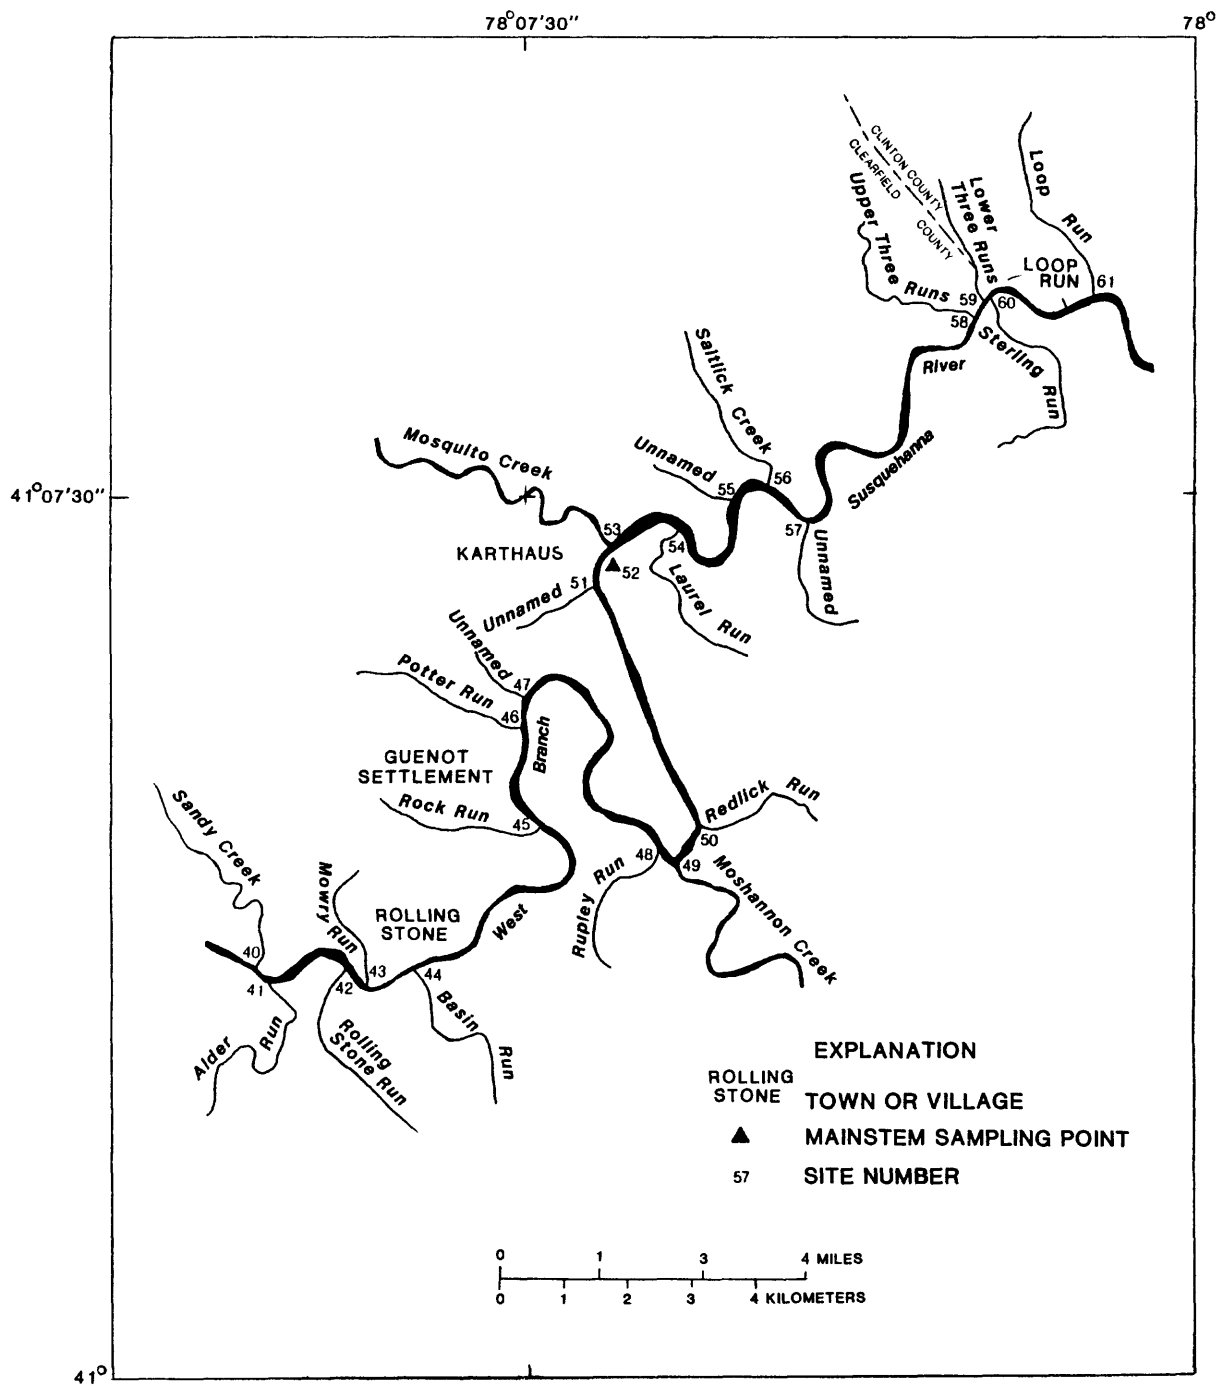 78°07'30"
78°
CLINTON COUNTY
CLEARFIELD
COUNTY
Upper Three
Runs
Lower
Three Runs
Loop
Run
LOOP
RUN
61
59
60
58
Sterling
Run
River
Saltlick Creek
Mosquito Creek
Unnamed
56
55
Susquehanna
41°07'30"
57
53
54
KARTHAUS
52
51
Unnamed
Laurel Run
Unnamed
Unnamed
Potter Run
47
46
Branch
GUENOT
SETTLEMENT
Rock Run
45
Redlick Run
50
48
49
Sandy Creek
Mowry
Run
Rupley Run
Moshannon Creek
ROLLING
STONE
West
40
41
42
43
44
Alder
Run
Rolling
Stone Run
Basin
Run
EXPLANATION
ROLLING
STONE TOWN OR VILLAGE
MAINSTEM SAMPLING POINT
57 SITE NUMBER
0 1 3 4 MILES
0 1 2 3 4 KILOMETERS
41°